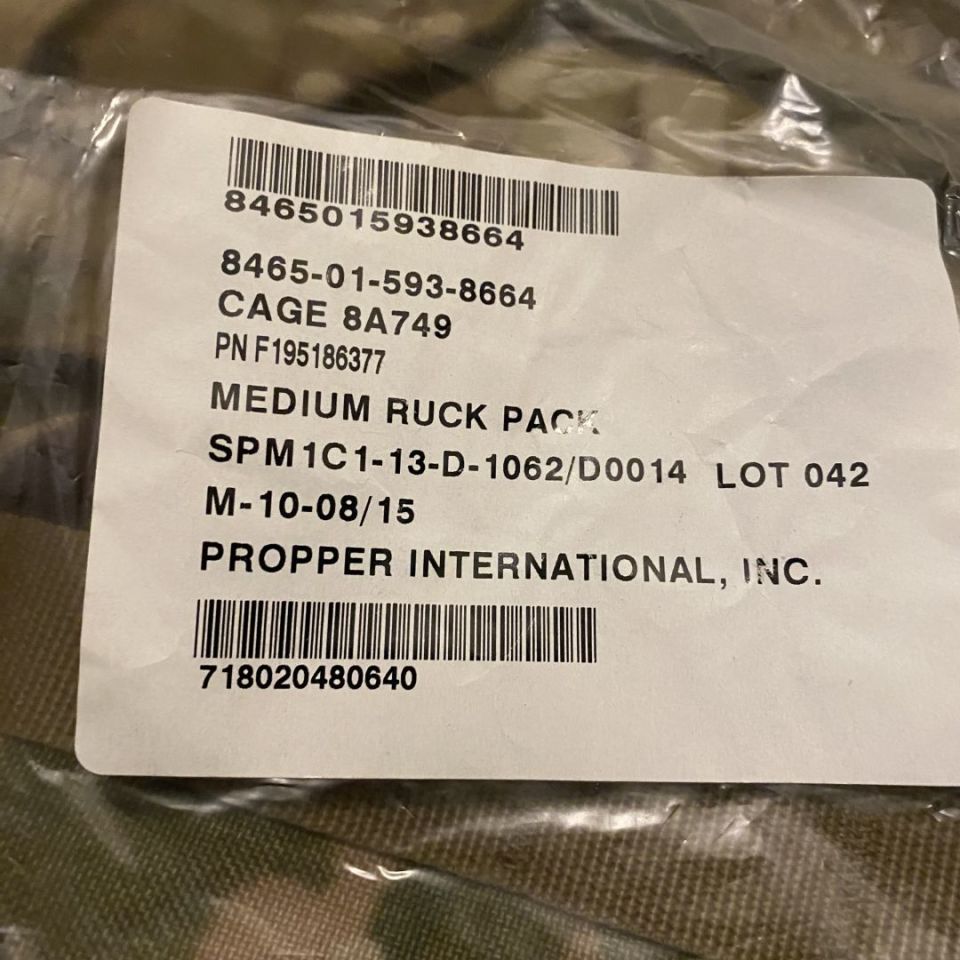 8465015938664
8465-01-593-8664
CAGE 8A749
PN F195186377
MEDIUM RUCK PACK
SPM1C1-13-D-1062/D0014 LOT 042
M-10-08/15
PROPPER INTERNATIONAL, INC.
718020480640